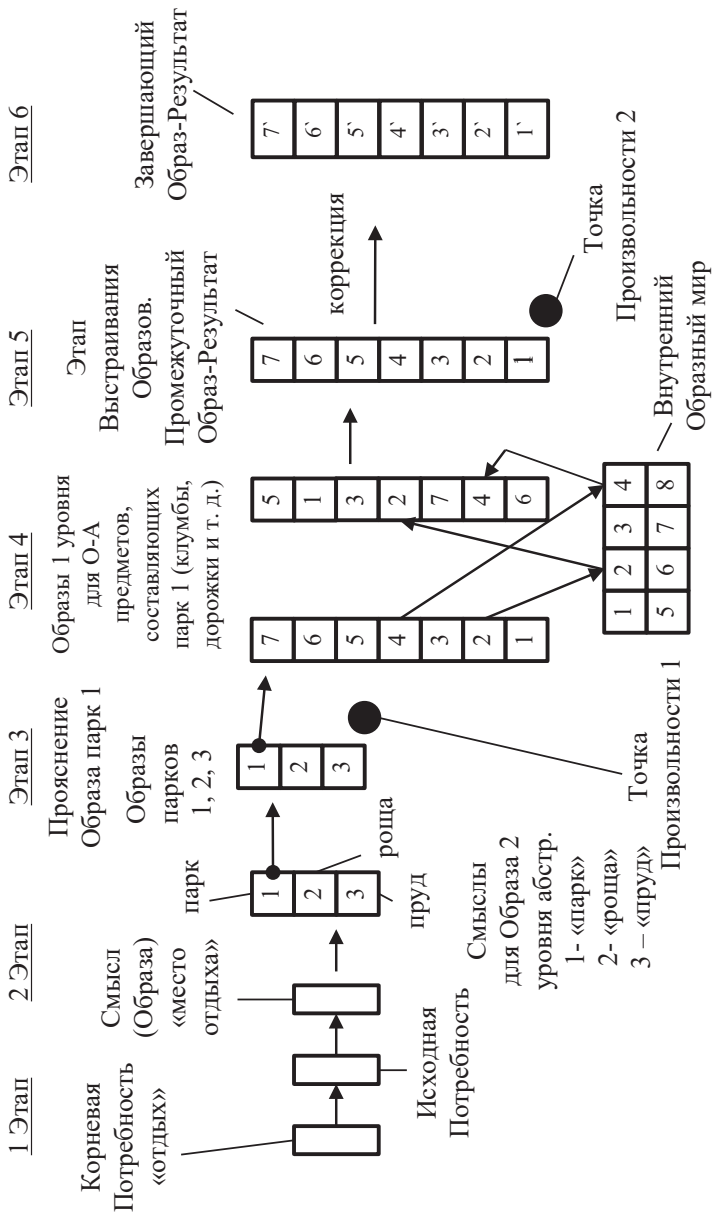 1 Этап
Корневая
Потребность
«отдых»
Исходная
Потребность
2 Этап
Смысл
(Образа)
«место
отдыха»
парк
1
2
3
роща
пруд
Смыслы
для Образа 2
уровня абстр.
1- «парк»
2- «роща»
3 – «пруд»
Этап 3
Прояснение
Образа парк 1
Образы
парков
1, 2, 3
1
2
3
Точка
Произвольности 1
Этап 4
Образы 1 уровня
для О-А
предметов,
составляющих
парк 1 (клумбы,
дорожки и т. д.)
7
6
5
4
3
2
1
5
1
3
2
7
4
6
1 2 3 4
5 6 7 8
Внутренний
Образный мир
Этап 5
Этап
Выстраивания
Образов.
Промежуточный
Образ-Результат
7
6
5
4
3
2
1
коррекция
Точка
Произвольности 2
Этап 6
Завершающий
Образ-Результат
7`
6`
5`
4`
3`
2`
1`